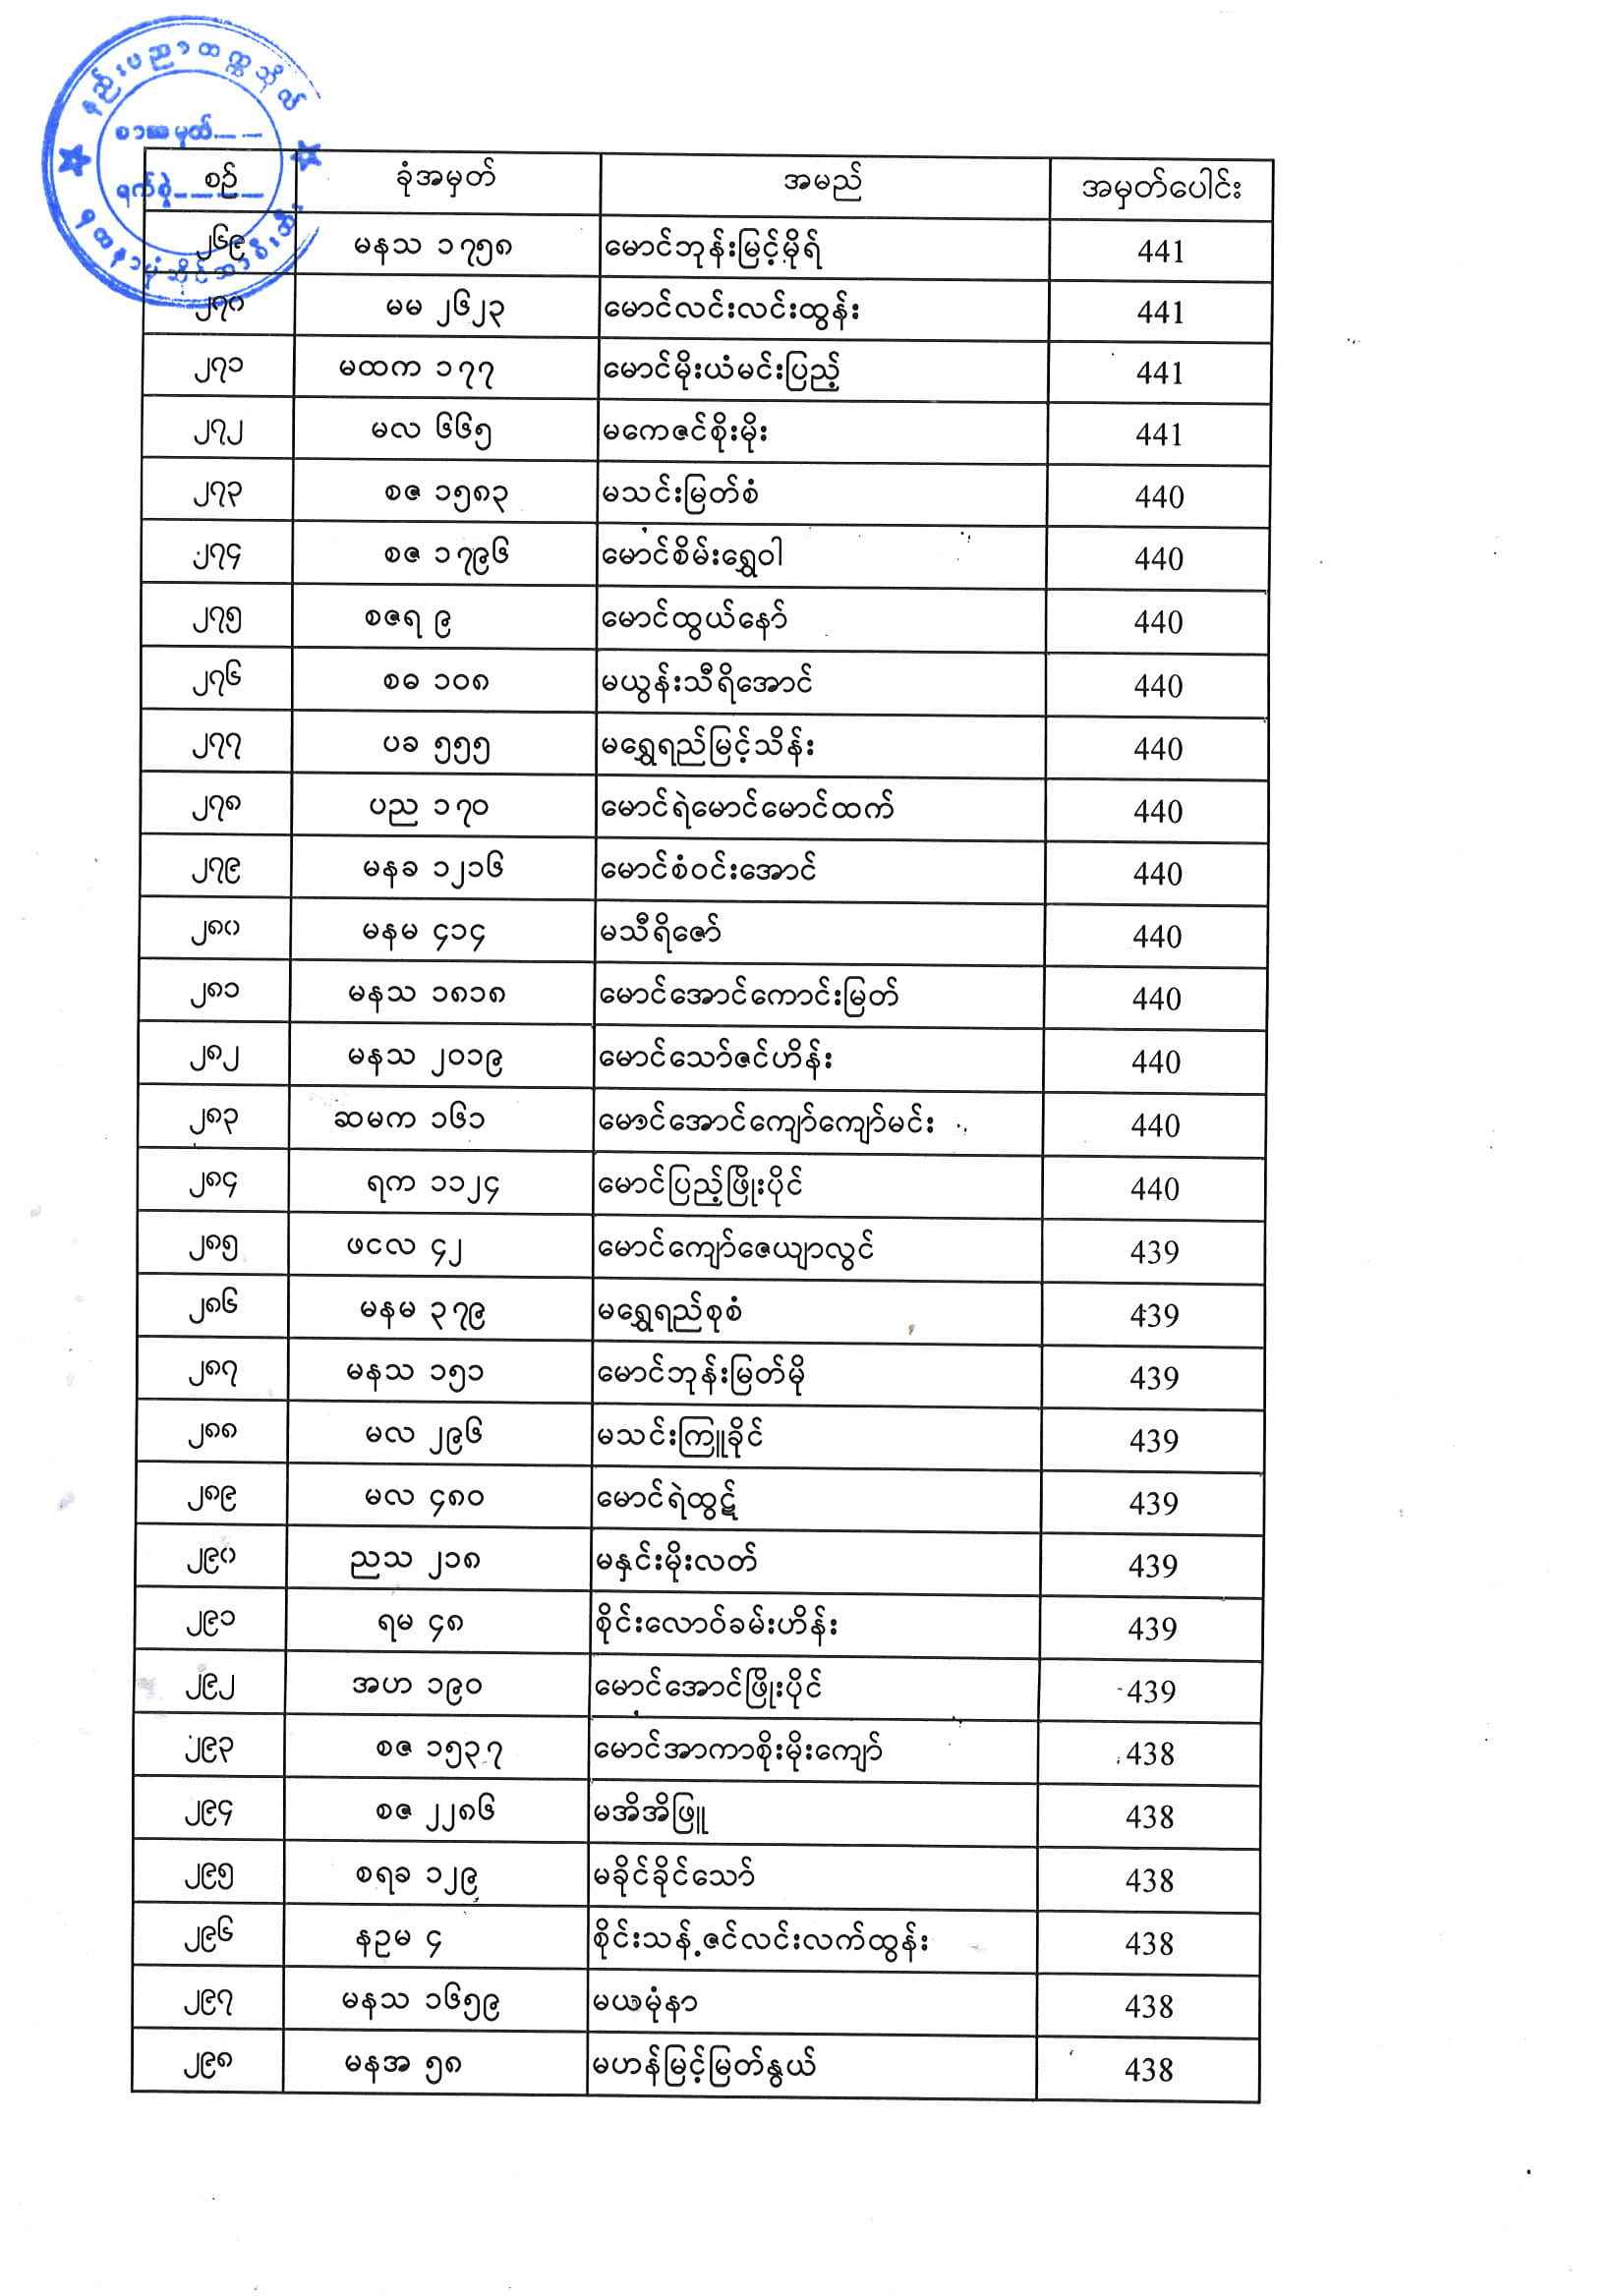 နည်းပညာတက္ကသိုလ်
စာအမှတ်
ရက်စွဲ
စဉ် ခုံအမှတ် အမည် အမှတ်ပေါင်း
၂၆၉ မနသ ၁၇၅၈ မောင်ဘုန်းမြင့်မိုရ် 441
၂၇၀ မမ ၂၆၂၃ မောင်လင်းလင်းထွန်း 441
၂၇၁ မထက ၁၇၇ မောင်မိုးယံမင်းပြည့် 441
၂၇၂ မလ ၆၆၅ မကေဇင်စိုးမိုး 441
၂၇၃ စဇ ၁၅၈၃ မသင်းမြတ်စံ 440
၂၇၄ စဇ ၁၇၉၆ မောင်စိမ်းရွှေဝါ 440
၂၇၅ စဇရ ၉ မောင်ထွယ်နော် 440
၂၇၆ စဓ ၁၀၈ မယွန်းသီရိအောင် 440
၂၇၇ ပခ ၅၅၅ မရွှေရည်မြင့်သိန်း 440
၂၇၈ ပည ၁၇၀ မောင်ရဲမောင်မောင်ထက် 440
၂၇၉ မနခ ၁၂၁၆ မောင်စံဝင်းအောင် 440
၂၈၀ မနမ ၄၁၄ မသီရိဇော် 440
၂၈၁ မနသ ၁၈၁၈ မောင်အောင်ကောင်းမြတ် 440
၂၈၂ မနသ ၂၀၁၉ မောင်သော်ဇင်ဟိန်း 440
၂၈၃ ဆမက ၁၆၁ မောင်အောင်ကျော်ကျော်မင်း 440
၂၈၄ ရက ၁၁၂၄ မောင်ပြည့်ဖြိုးပိုင် 440
၂၈၅ ဖငလ ၄၂ မောင်ကျော်ဇေယျာလွင် 439
၂၈၆ မနမ ၃၇၉ မရွှေရည်စုစံ 439
၂၈၇ မနသ ၁၅၁ မောင်ဘုန်းမြတ်မို 439
၂၈၈ မလ ၂၉၆ မသင်းကြူခိုင် 439
၂၈၉ မလ ၄၈၀ မောင်ရဲထွဋ် 439
၂၉၀ ညသ ၂၁၈ မနှင်းမိုးလတ် 439
၂၉၁ ရမ ၄၈ စိုင်းလောဝ်ခမ်းဟိန်း 439
၂၉၂ အဟ ၁၉၀ မောင်အောင်ဖြိုးပိုင် 439
၂၉၃ စဇ ၁၅၃၇ မောင်အာကာစိုးမိုးကျော် 438
၂၉၄ စဇ ၂၂၈၆ မအိအိဖြူ 438
၂၉၅ စရခ ၁၂၉ မခိုင်ခိုင်သော် 438
၂၉၆ နဥမ ၄ စိုင်းသန့်ဇင်လင်းလက်ထွန်း 438
၂၉၇ မနသ ၁၆၅၉ မယမုံနာ 438
၂၉၈ မနအ ၅၈ မဟန်မြင့်မြတ်နွယ် 438